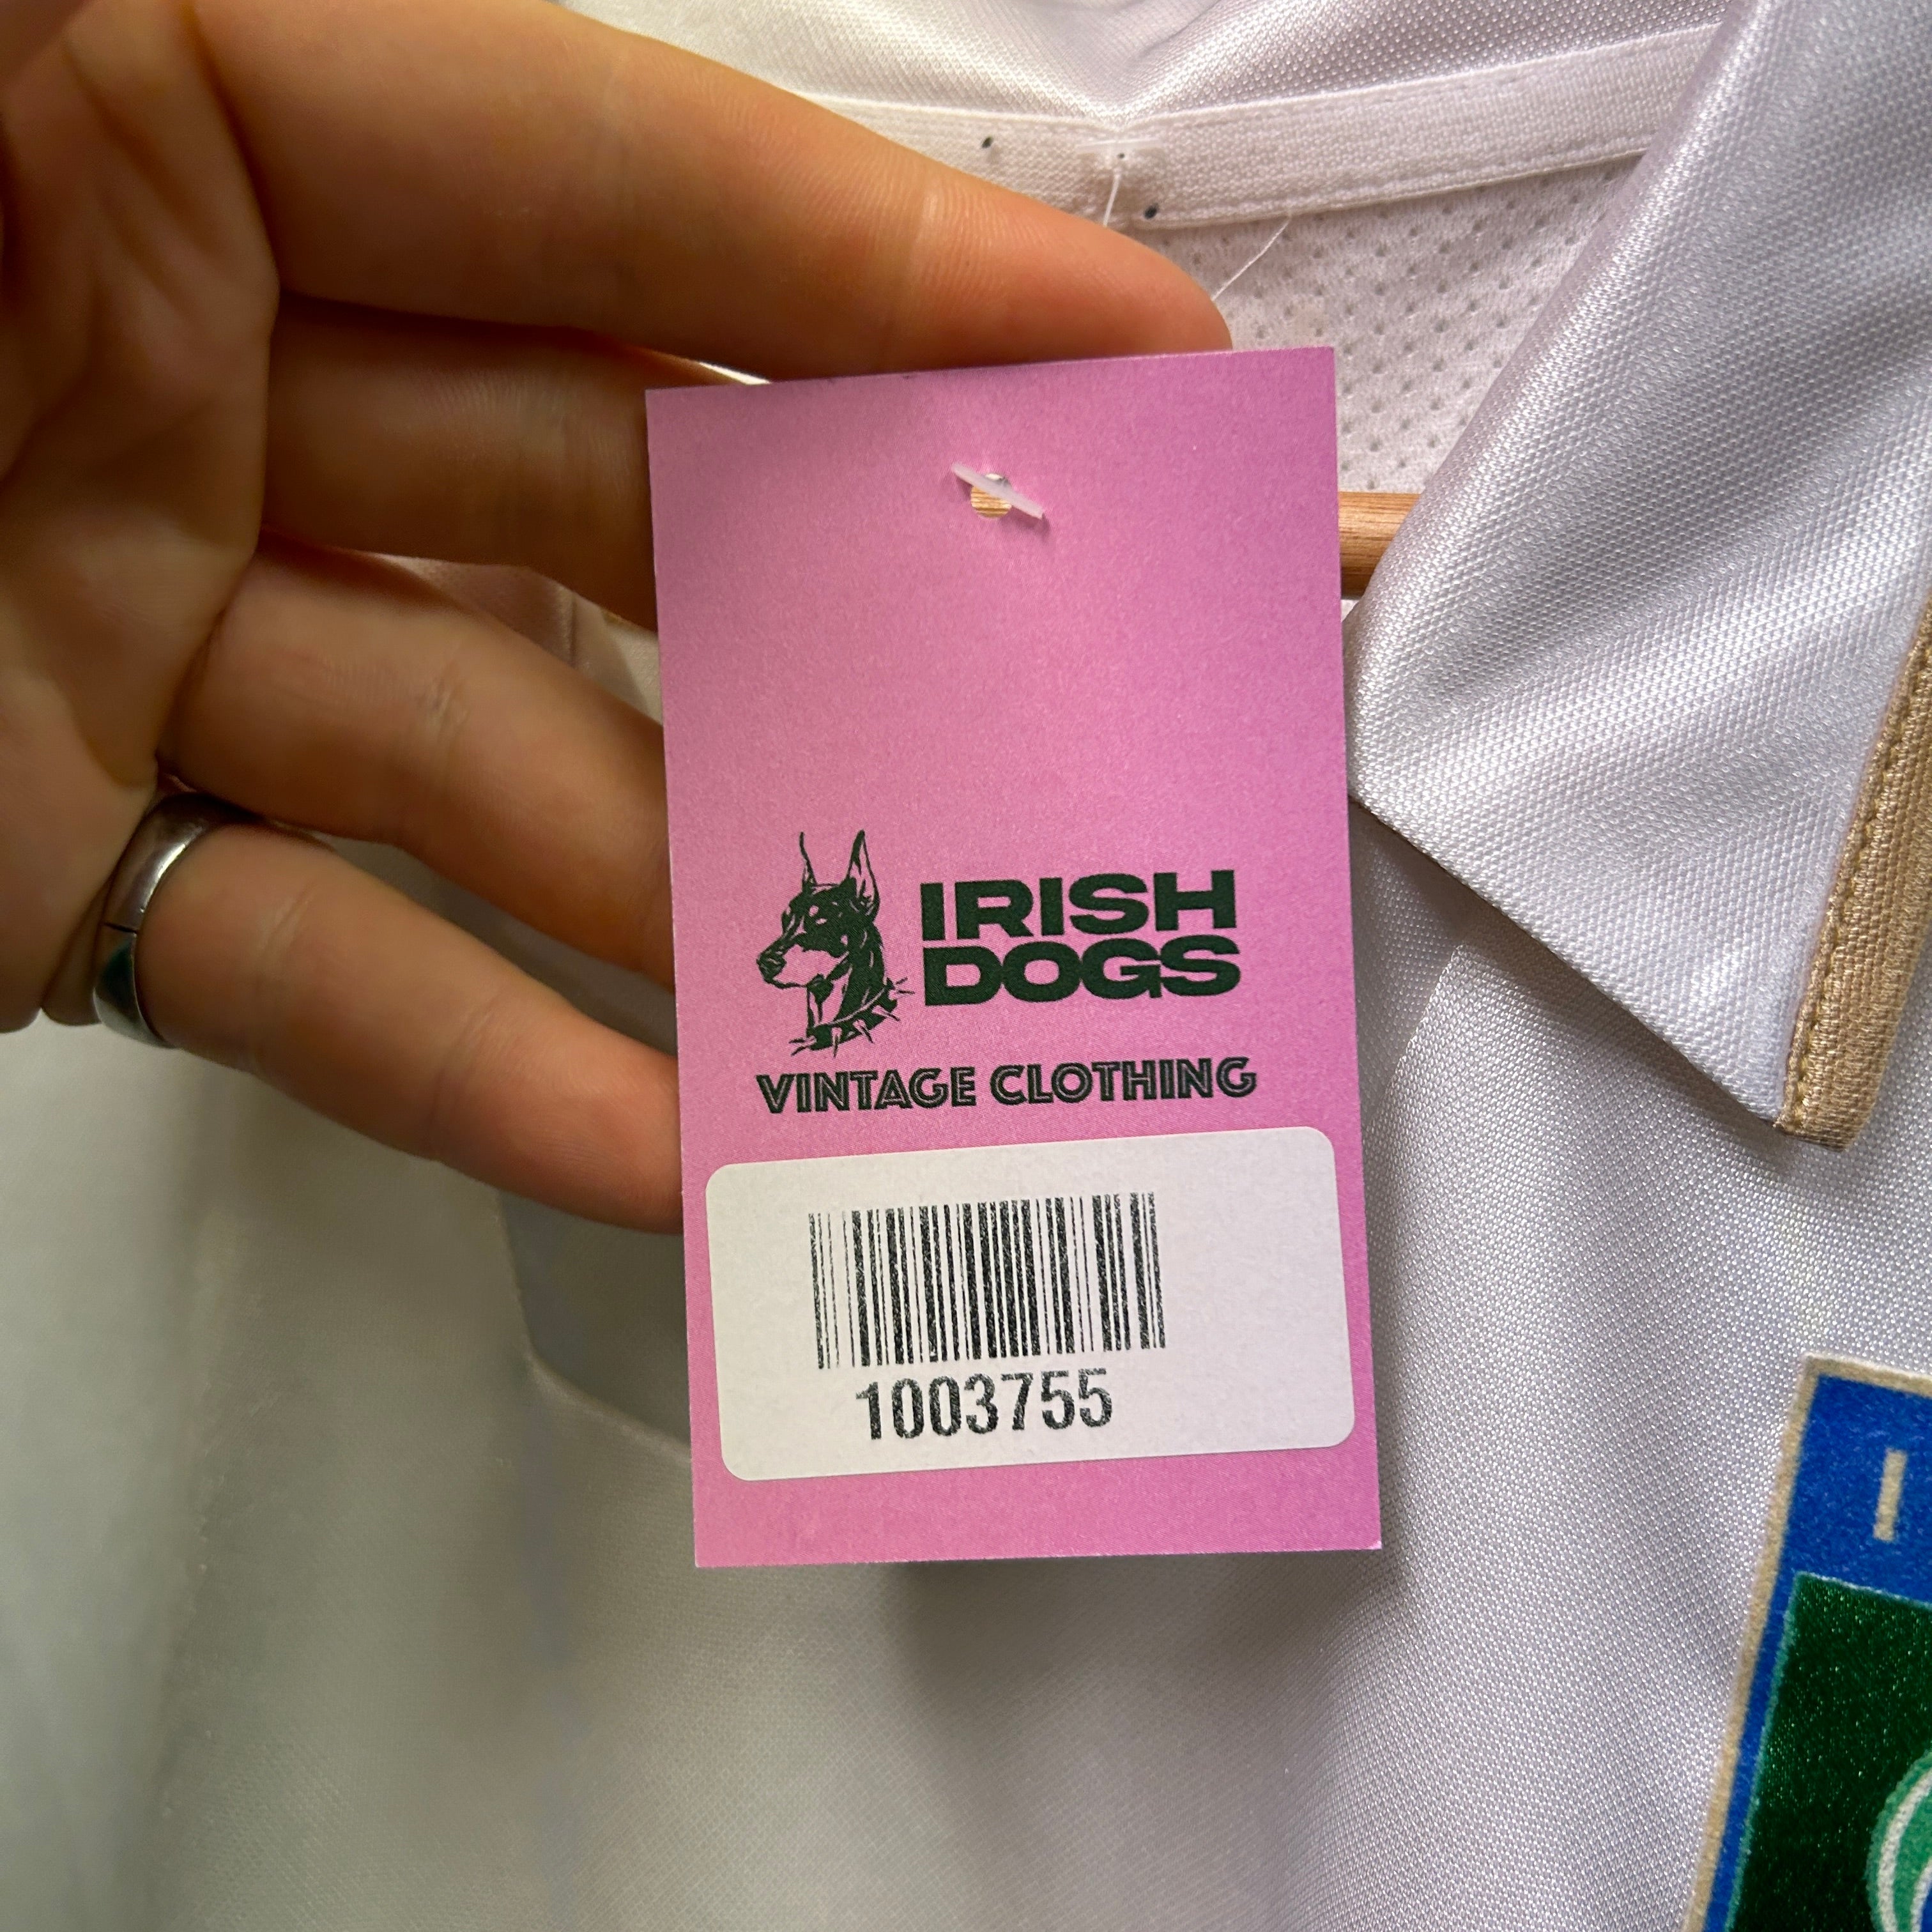 IRISH
DOGS
VINTAGE CLOTHING
1003755